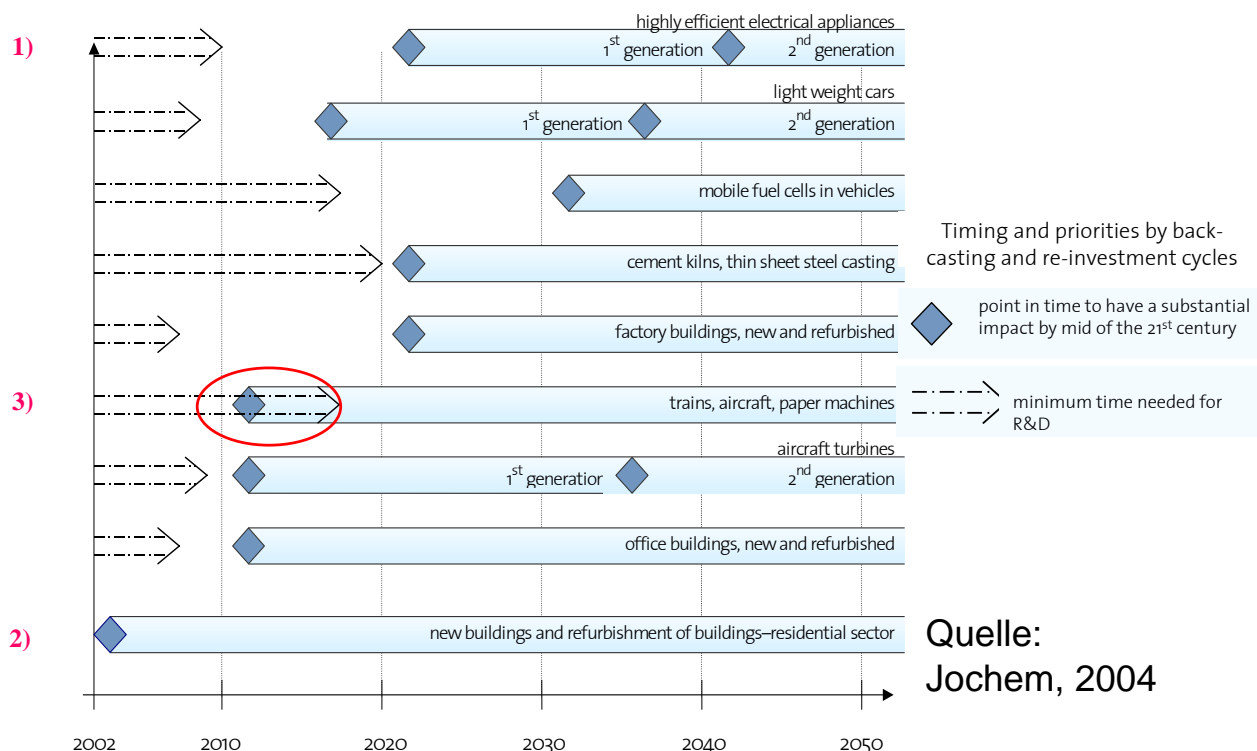 1)
highly efficient electrical appliances
1st generation
2nd generation
light weight cars
1st generation
2nd generation
mobile fuel cells in vehicles
cement kilns, thin sheet steel casting
factory buildings, new and refurbished
3)
trains, aircraft, paper machines
aircraft turbines
1st generation
2nd generation
office buildings, new and refurbished
2)
new buildings and refurbishment of buildings–residential sector
2002 2010 2020 2030 2040 2050
Timing and priorities by back-
casting and re-investment cycles
point in time to have a substantial
impact by mid of the 21st century
minimum time needed for
R&D
Quelle:
Jochem, 2004